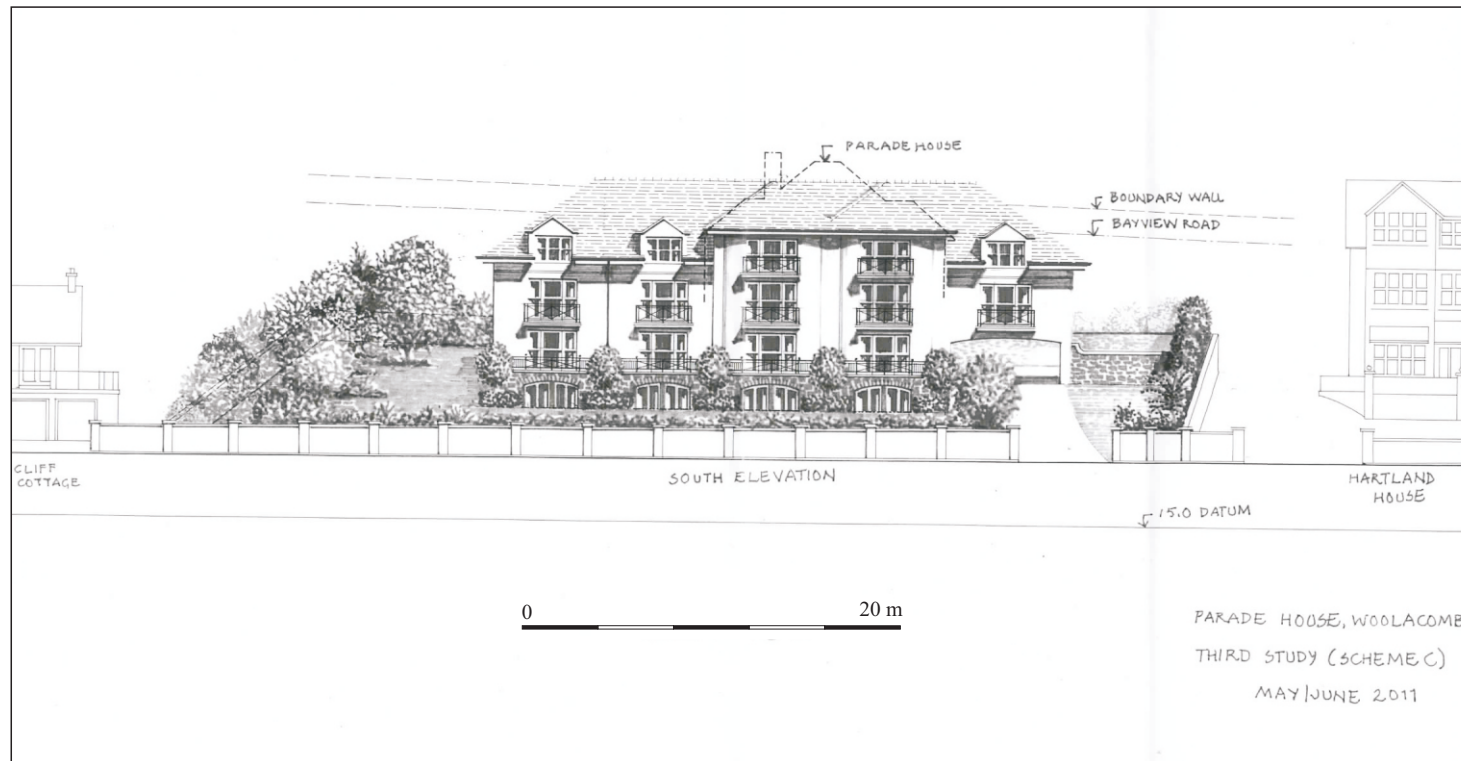 PARADE HOUSE
BOUNDARY WALL
BAYVIEW ROAD
CLIFF
COTTAGE
SOUTH ELEVATION
HARTLAND
HOUSE
15.0 DATUM
0 20 m
PARADE HOUSE, WOOLACOMBE
THIRD STUDY (SCHEME C)
MAY/JUNE 2011